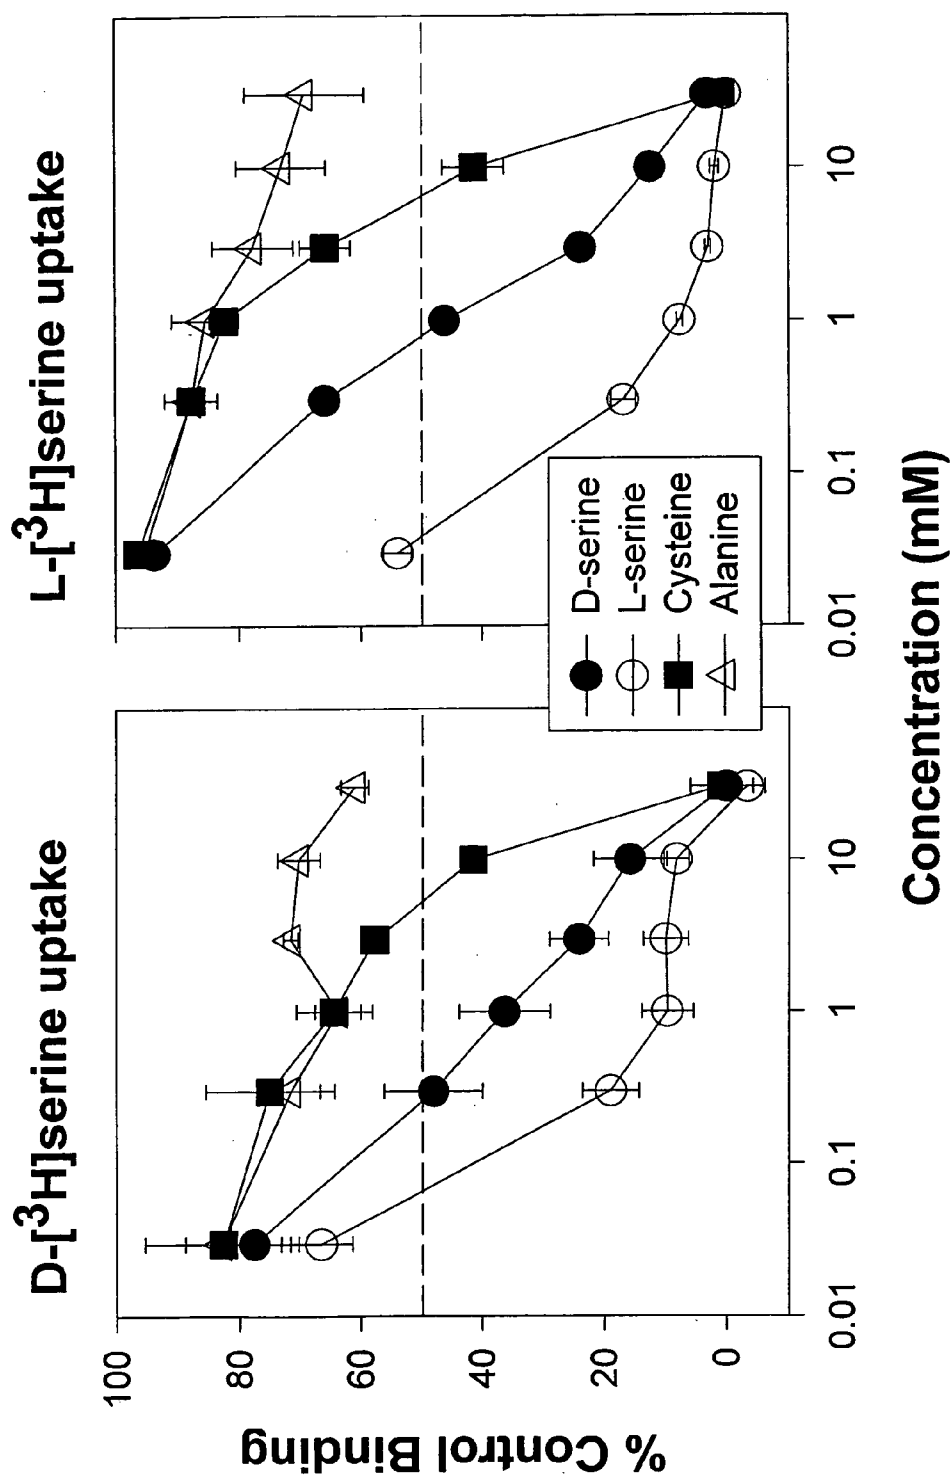 D-[3H]serine uptake
L-[3H]serine uptake
% Control Binding
100
80
60
40
20
0
0.01
0.1
1
10
0.01
0.1
1
10
D-serine
L-serine
Cysteine
Alanine
Concentration (mM)